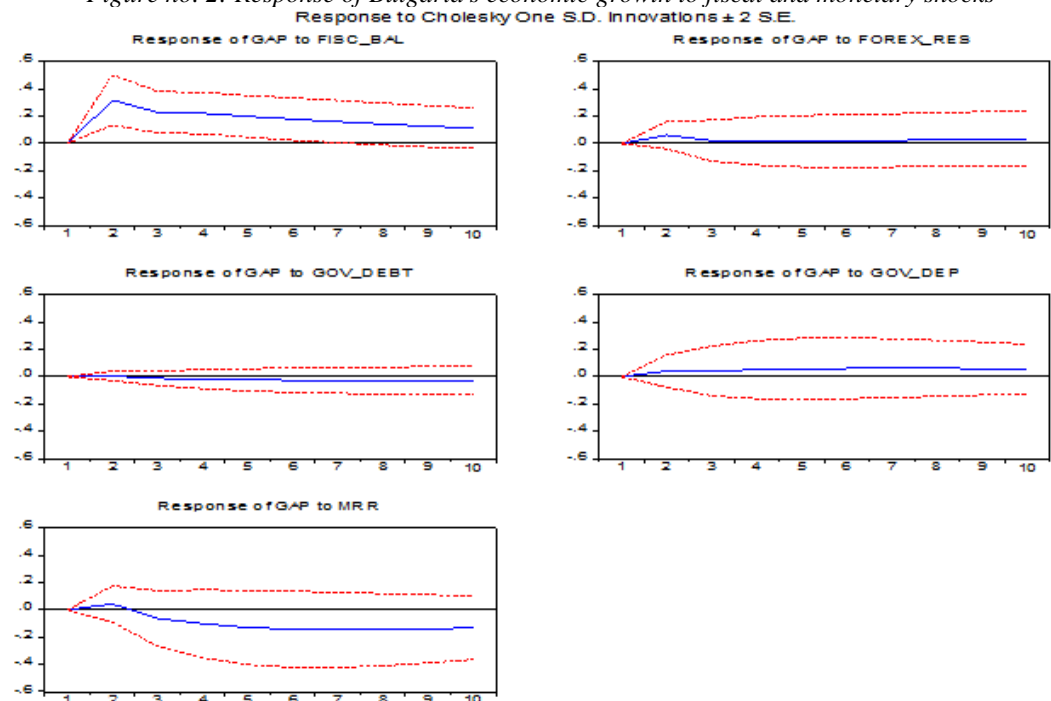 Figure no. 2: Response of Bulgaria's economic growth to fiscal and monetary shocks
Response to Cholesky One S.D. Innovations ± 2 S.E.
Response of GAP to FISC_BAL
.6
.4
.2
.0
-.2
-.4
-.6
1 2 3 4 5 6 7 8 9 10
Response of GAP to FOREX_RES
.6
.4
.2
.0
-.2
-.4
-.6
1 2 3 4 5 6 7 8 9 10
Response of GAP to GOV_DEBT
.6
.4
.2
.0
-.2
-.4
-.6
1 2 3 4 5 6 7 8 9 10
Response of GAP to GOV_DEP
.6
.4
.2
.0
-.2
-.4
-.6
1 2 3 4 5 6 7 8 9 10
Response of GAP to MRR
.6
.4
.2
.0
-.2
-.4
-.6
1 2 3 4 5 6 7 8 9 10